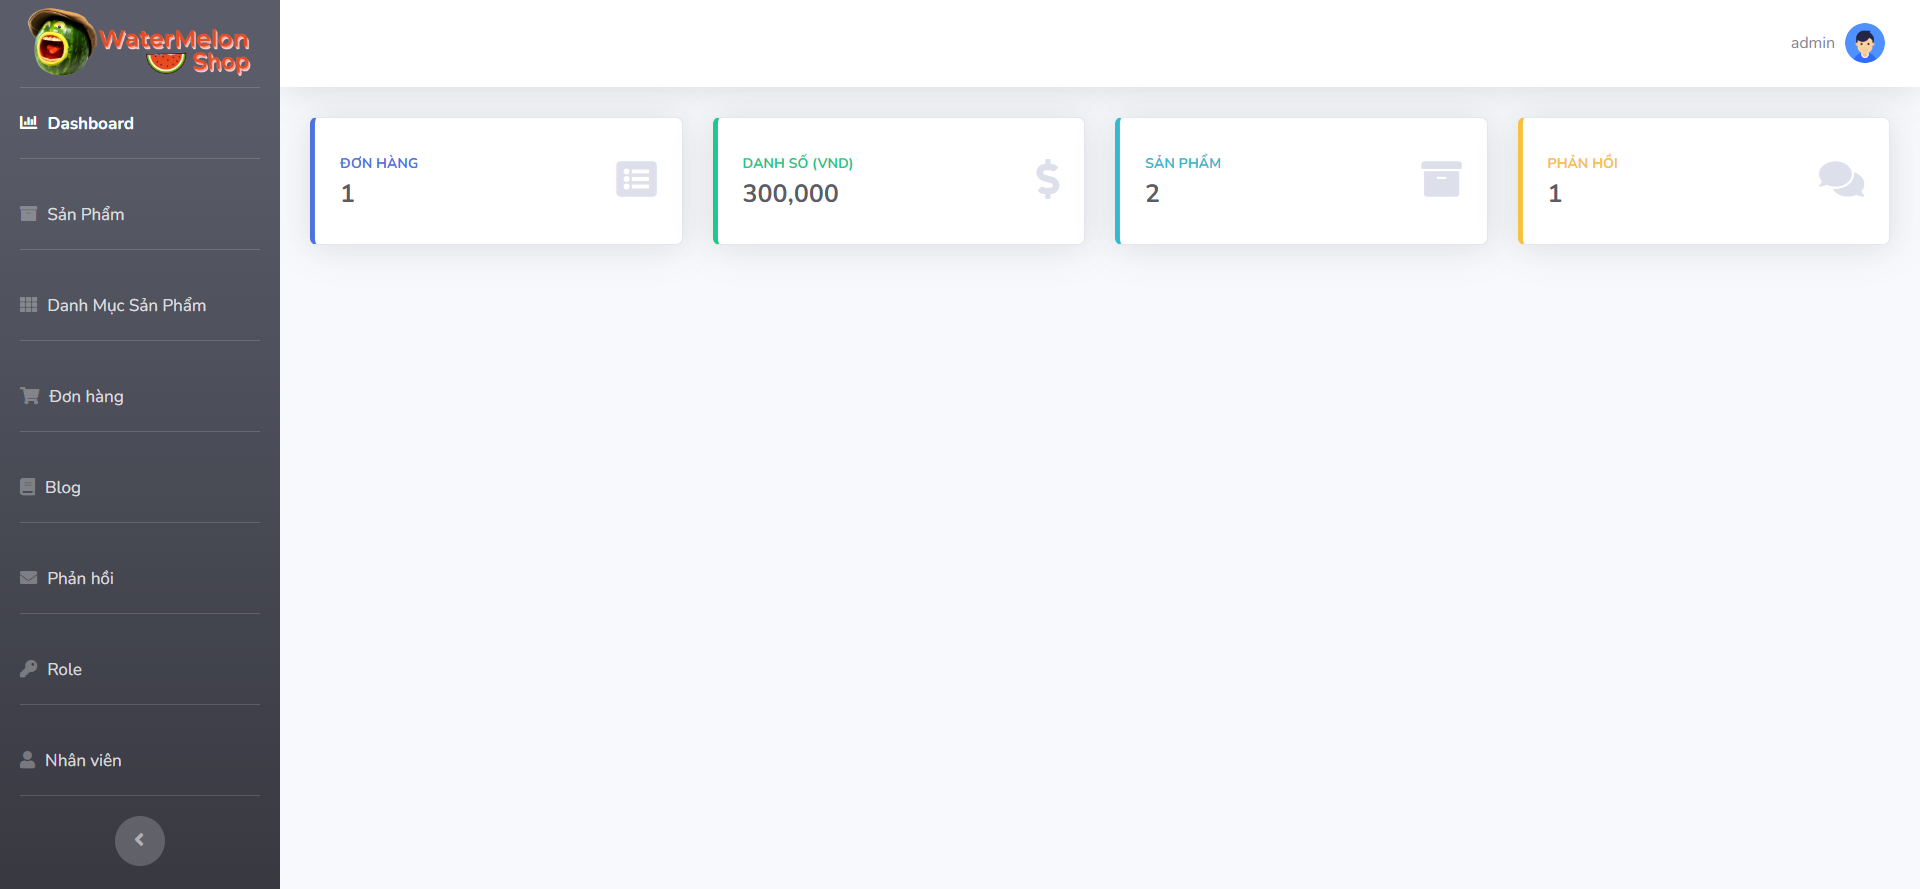 WaterMelon
Shop
admin
Dashboard
Sản Phẩm
Danh Mục Sản Phẩm
Đơn hàng
Blog
Phản hồi
Role
Nhân viên
ĐƠN HÀNG
1
DANH SỐ (VND)
300,000
SẢN PHẨM
2
PHẢN HỒI
1